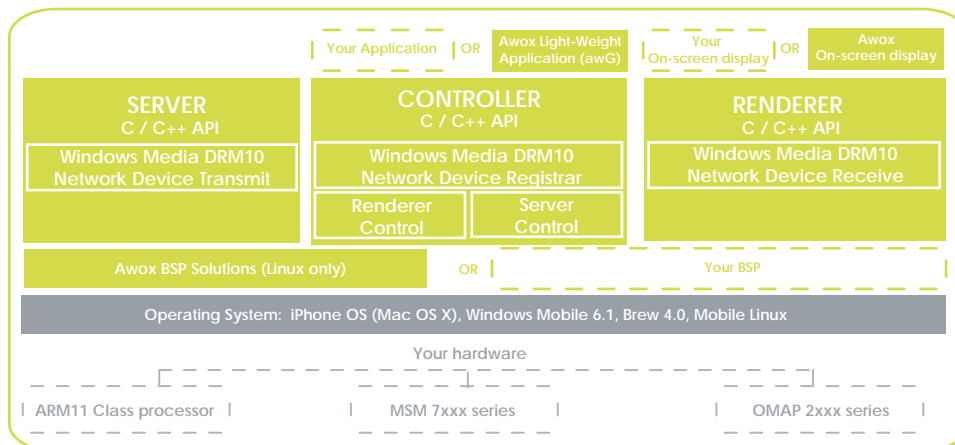 Your Application OR Awox Light-Weight Application (awG)
Your On-screen display OR Awox On-screen display
SERVER
C / C++ API
Windows Media DRM10
Network Device Transmit
CONTROLLER
C / C++ API
Windows Media DRM10
Network Device Registrar
Renderer Control
Server Control
RENDERER
C / C++ API
Windows Media DRM10
Network Device Receive
Awox BSP Solutions (Linux only) OR Your BSP
Operating System: iPhone OS (Mac OS X), Windows Mobile 6.1, Brew 4.0, Mobile Linux
Your hardware
ARM11 Class processor
MSM 7xxx series
OMAP 2xxx series